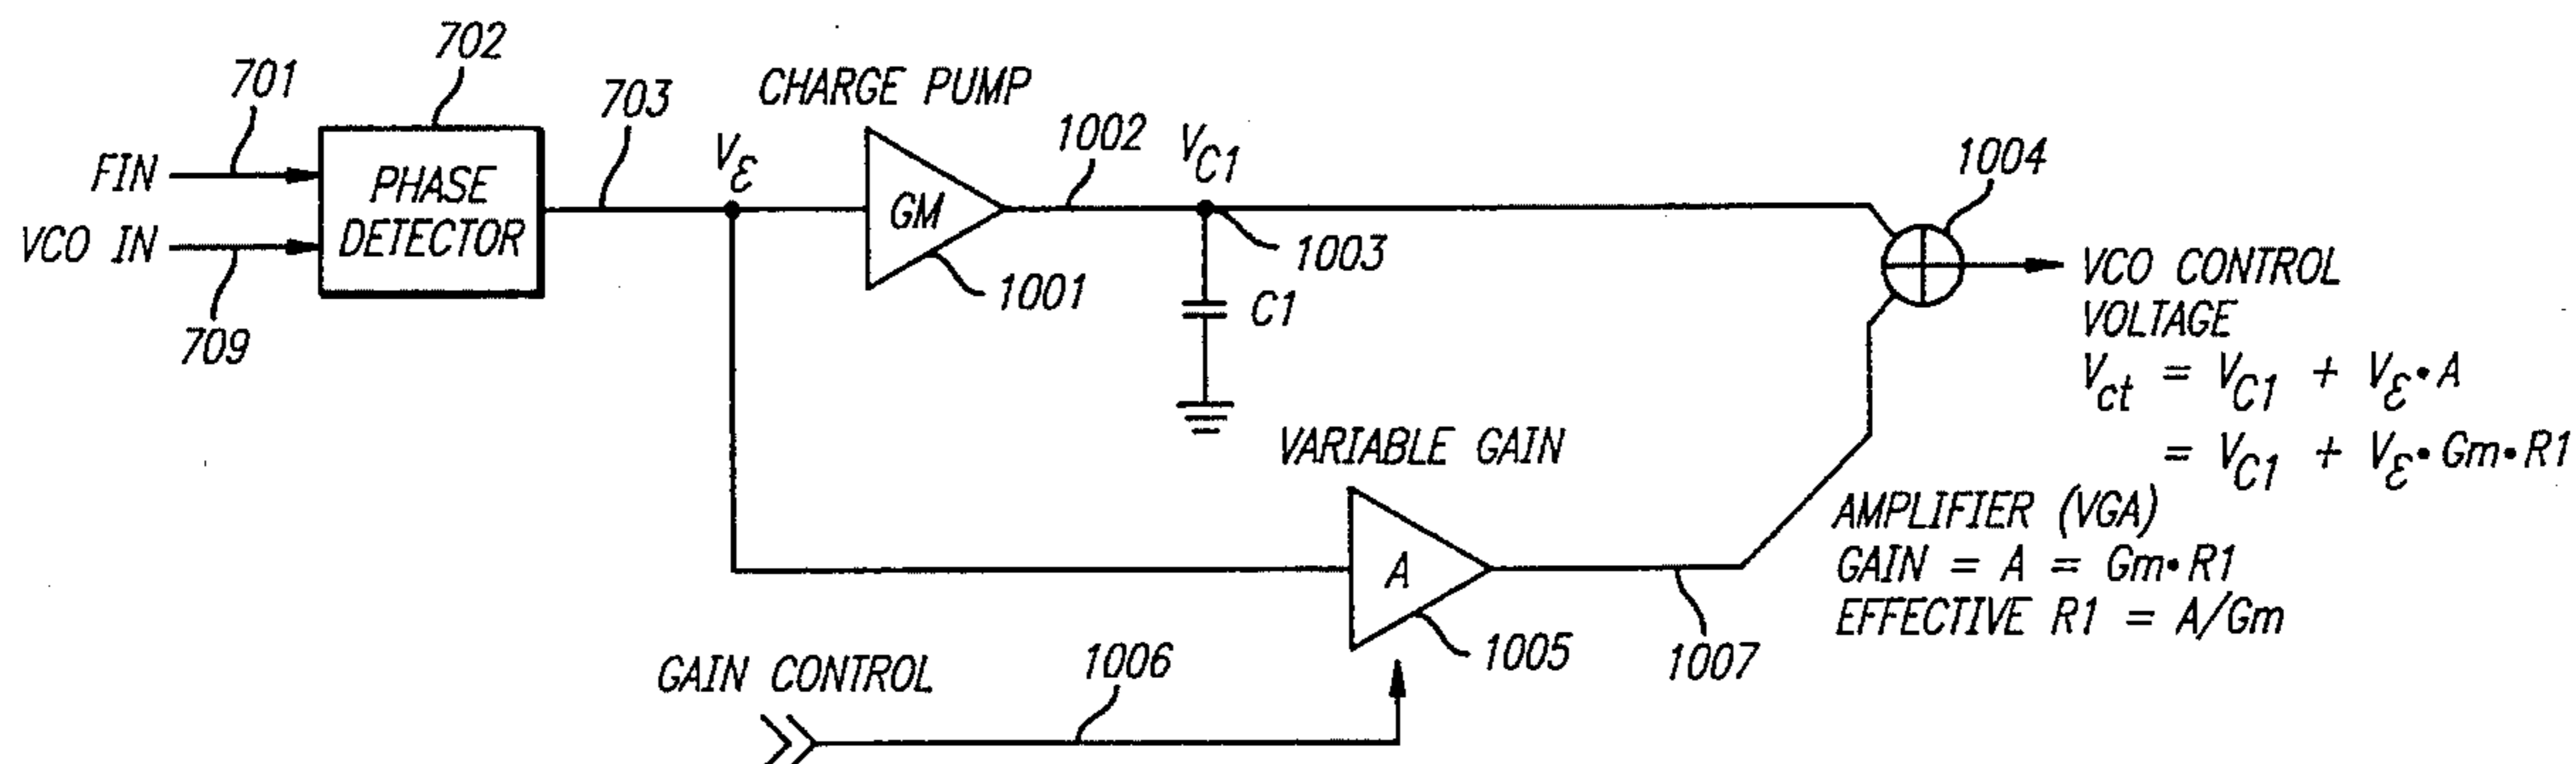 702
701
703
CHARGE PUMP
1002
V_C1
1004
FIN
PHASE DETECTOR
V_ε
GM
VCO IN
709
1001
1003
C1
VCO CONTROL
VOLTAGE
V_ct = V_C1 + V_ε•A
= V_C1 + V_ε•Gm•R1
VARIABLE GAIN
AMPLIFIER (VGA)
GAIN = A = Gm•R1
EFFECTIVE R1 = A/Gm
A
1005
1007
GAIN CONTROL
1006